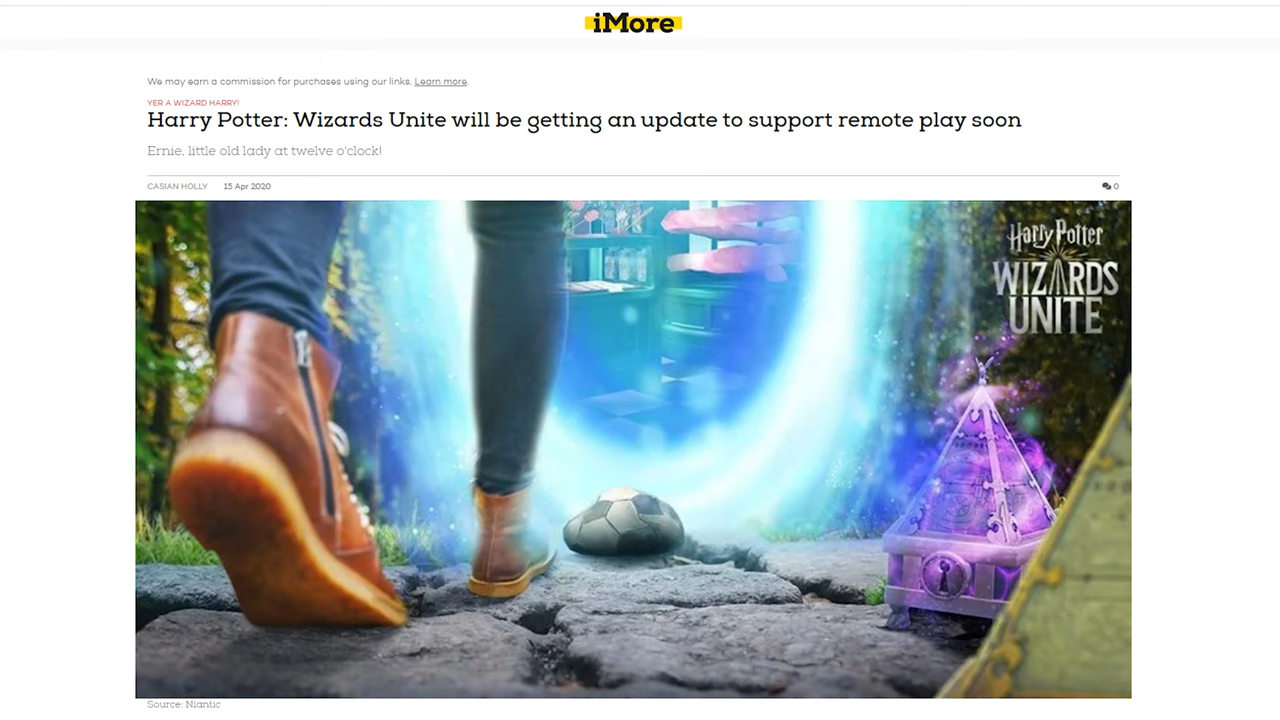 iMore
We may earn a commission for purchases using our links. Learn more.
YER A WIZARD HARRY!
Harry Potter: Wizards Unite will be getting an update to support remote play soon
Ernie, little old lady at twelve o'clock!
CASIAN HOLLY 15 Apr 2020 0
Harry Potter
WIZARDS
UNITE
Source: Niantic